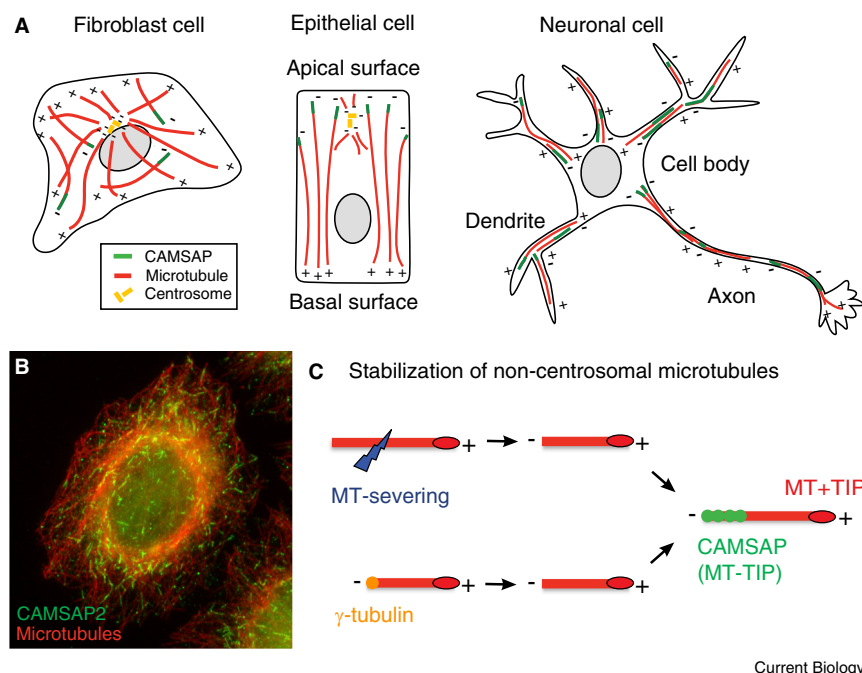 A
Fibroblast cell
Epithelial cell
Neuronal cell
Apical surface
Cell body
Dendrite
CAMSAP
Microtubule
Centrosome
Basal surface
Axon
B
CAMSAP2
Microtubules
C
Stabilization of non-centrosomal microtubules
MT-severing
γ-tubulin
MT+TIP
CAMSAP
(MT-TIP)
Current Biology